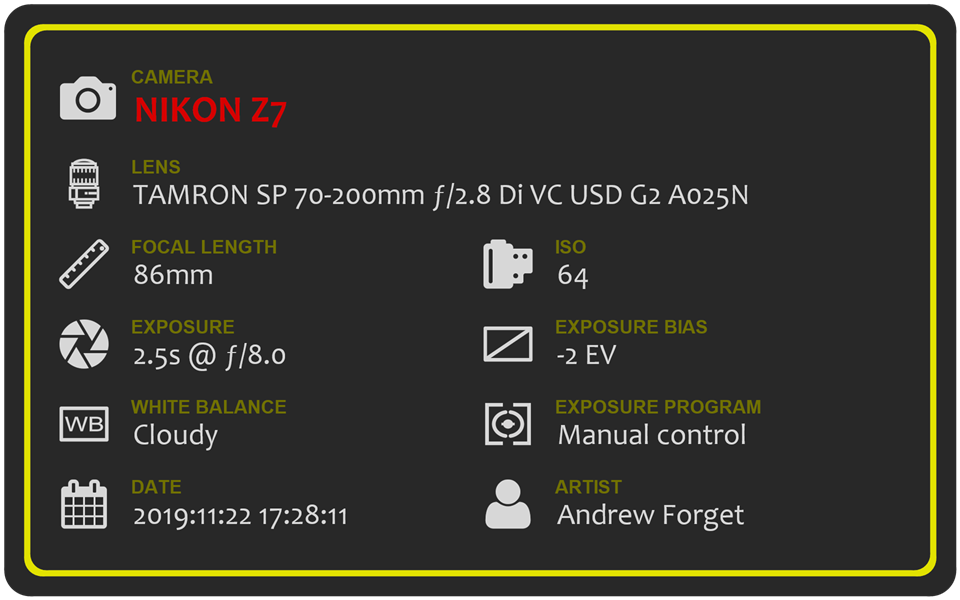 CAMERA
NIKON Z7
LENS
TAMRON SP 70-200mm ƒ/2.8 Di VC USD G2 A025N
FOCAL LENGTH
86mm
ISO
64
EXPOSURE
2.5s @ ƒ/8.0
EXPOSURE BIAS
-2 EV
WB
WHITE BALANCE
Cloudy
EXPOSURE PROGRAM
Manual control
DATE
2019:11:22 17:28:11
ARTIST
Andrew Forget